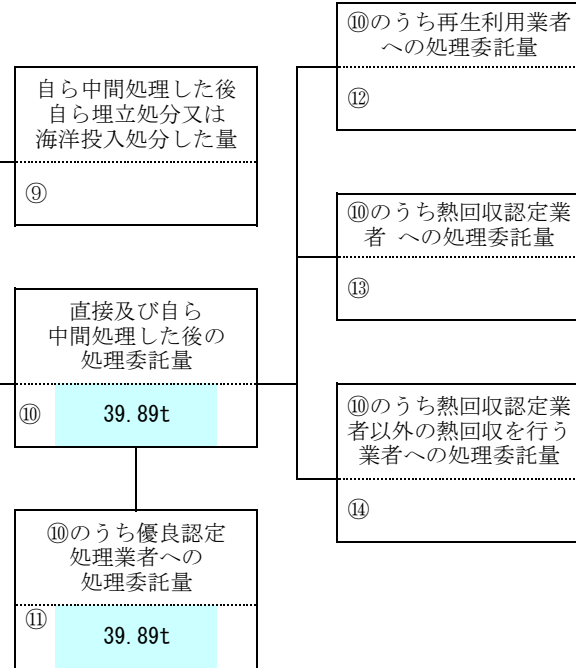 自ら中間処理した後
自ら埋立処分又は
海洋投入処分した量
⑨
直接及び自ら
中間処理した後の
処理委託量
⑩ 39.89t
⑩のうち優良認定
処理業者への
処理委託量
⑪ 39.89t
⑩のうち再生利用業者
への処理委託量
⑫
⑩のうち熱回収認定業
者 への処理委託量
⑬
⑩のうち熱回収認定業
者以外の熱回収を行う
業者への処理委託量
⑭